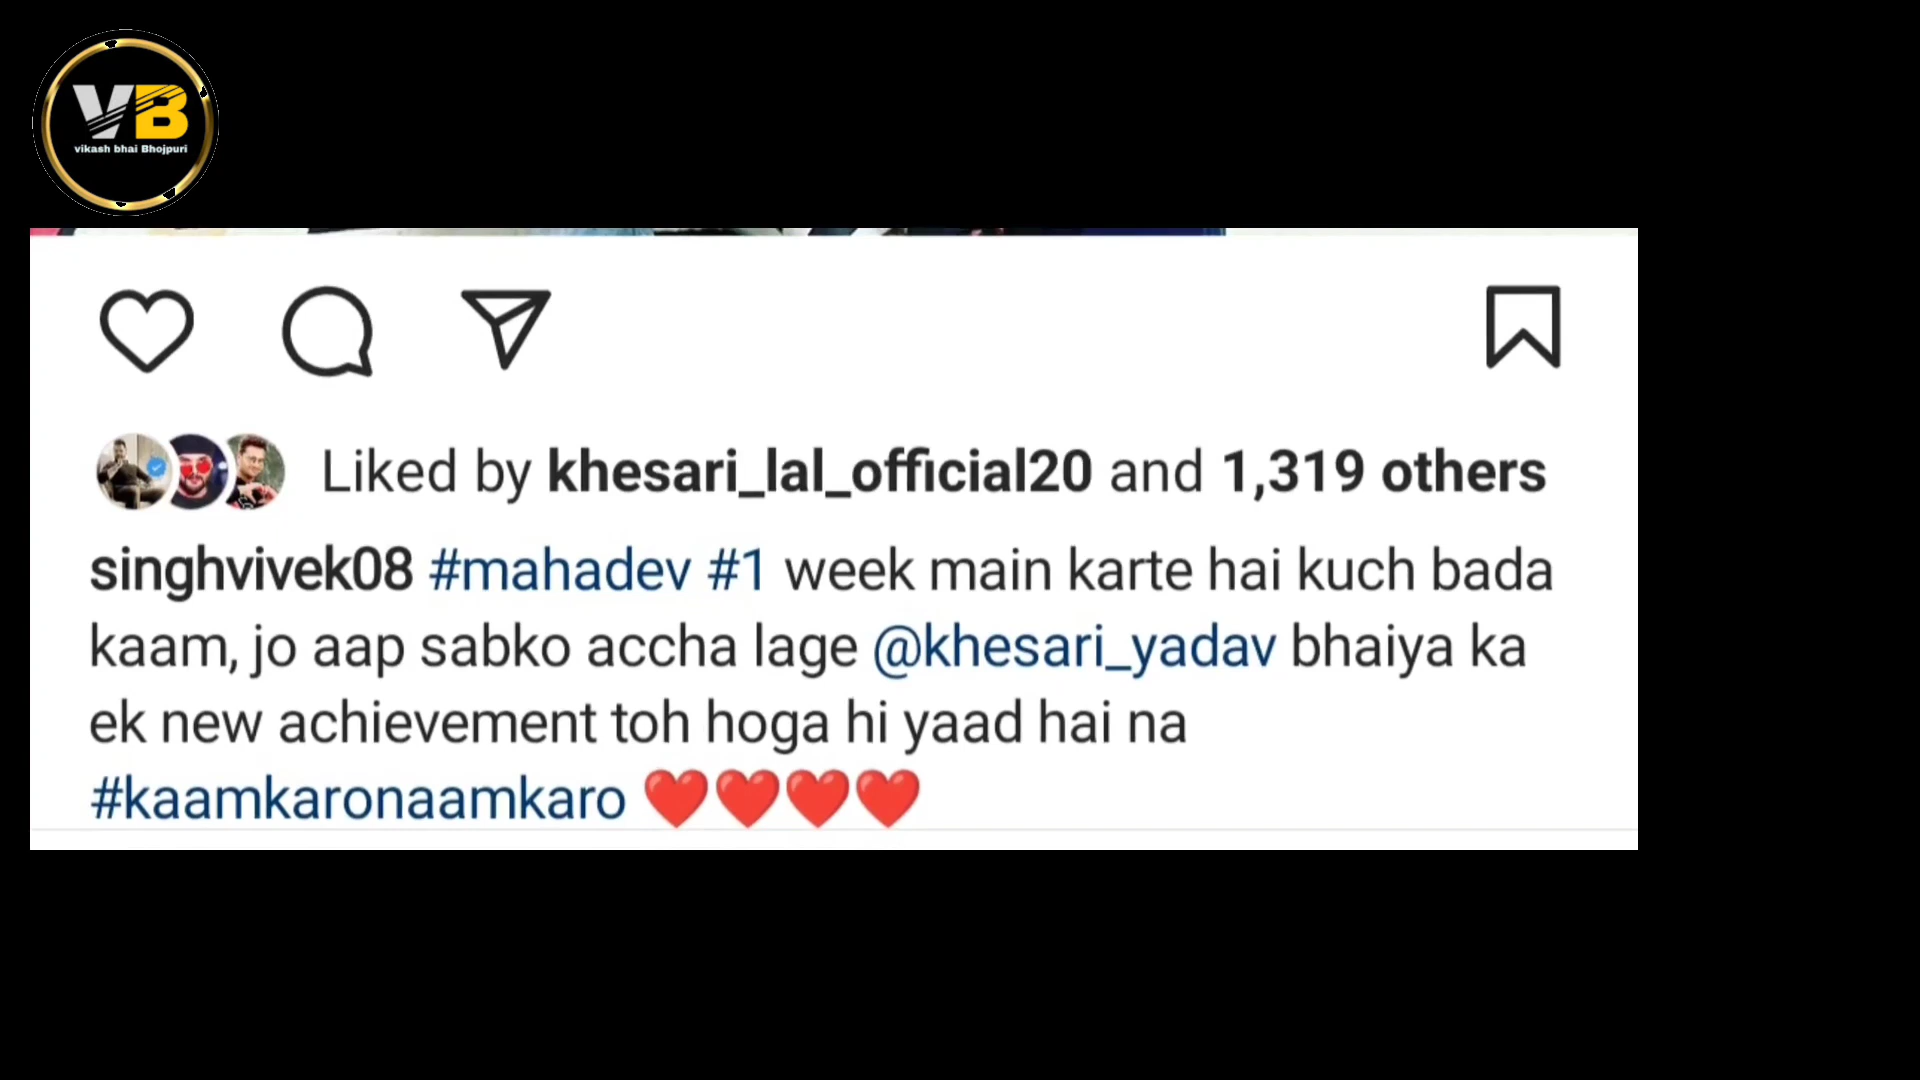 VB
vikash bhai Bhojpuri
Liked by khesari_lal_official20 and 1,319 others
singhvivek08 #mahadev #1 week main karte hai kuch bada
kaam, jo aap sabko accha lage @khesari_yadav bhaiya ka
ek new achievement toh hoga hi yaad hai na
#kaamkaronaamkaro ❤️❤️❤️❤️